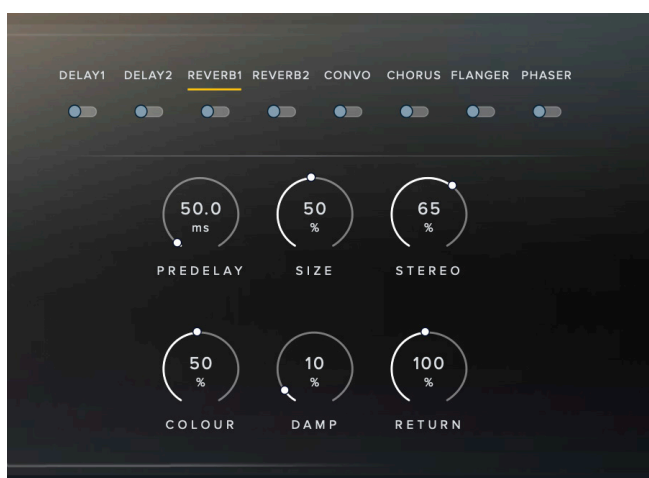 DELAY1 DELAY2 REVERB1 REVERB2 CONVO CHORUS FLANGER PHASER
50.0 50 65
ms % %
PREDELAY SIZE STEREO
50 10 100
% % %
COLOUR DAMP RETURN